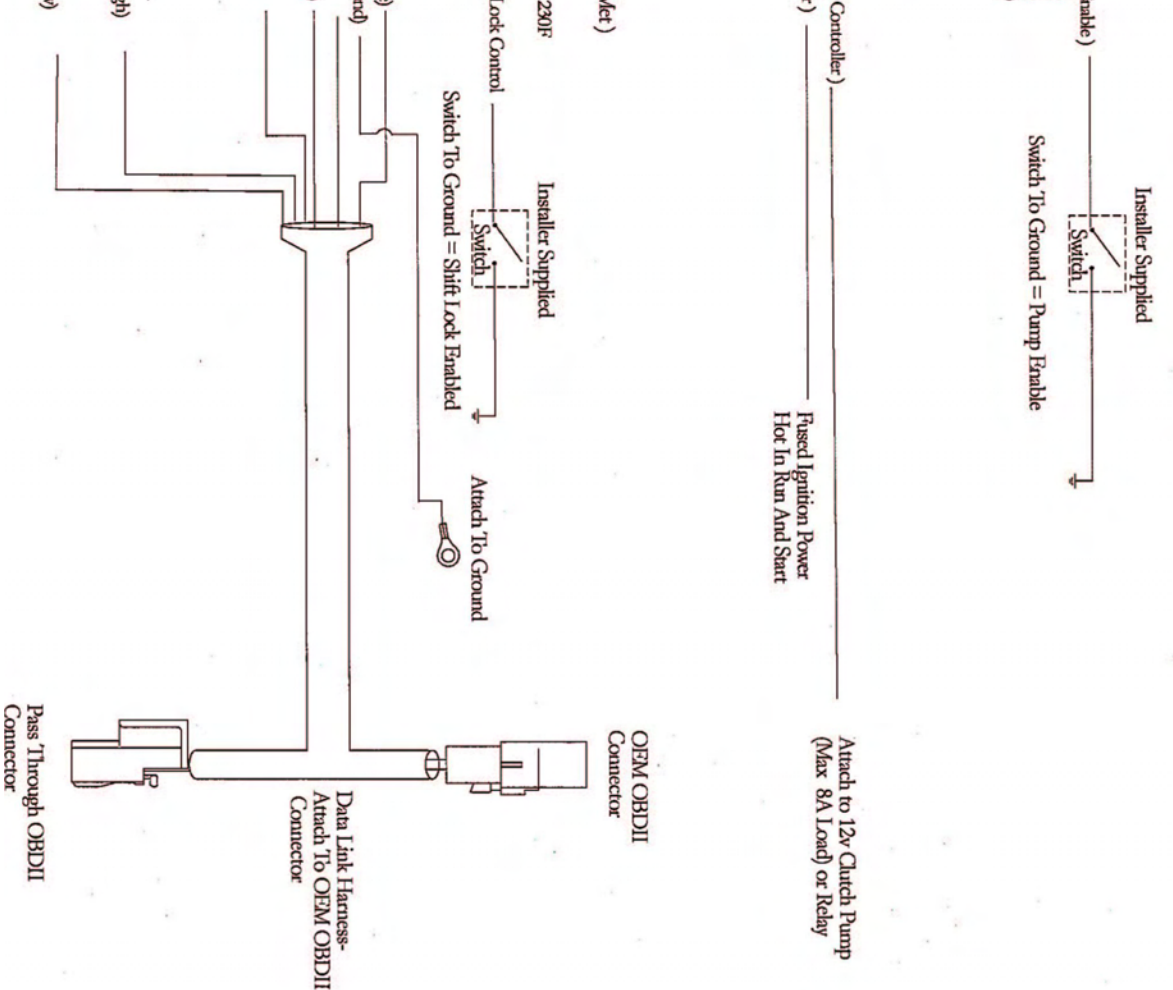 Installer Supplied
Switch
Switch To Ground = Pump Enable
nable )
Controller )
r )
Attach to 12v Clutch Pump
(Max 8A Load) or Relay
Fused Ignition Power
Hot In Run And Start
Met )
230F
Lock Control
Installer Supplied
Switch
Switch To Ground = Shift Lock Enabled
Attach To Ground
e)
nd)
)
gh)
w)
OEM OBDII
Connector
Data Link Harness-
Attach To OEM OBDII
Connector
Pass Through OBDII
Connector